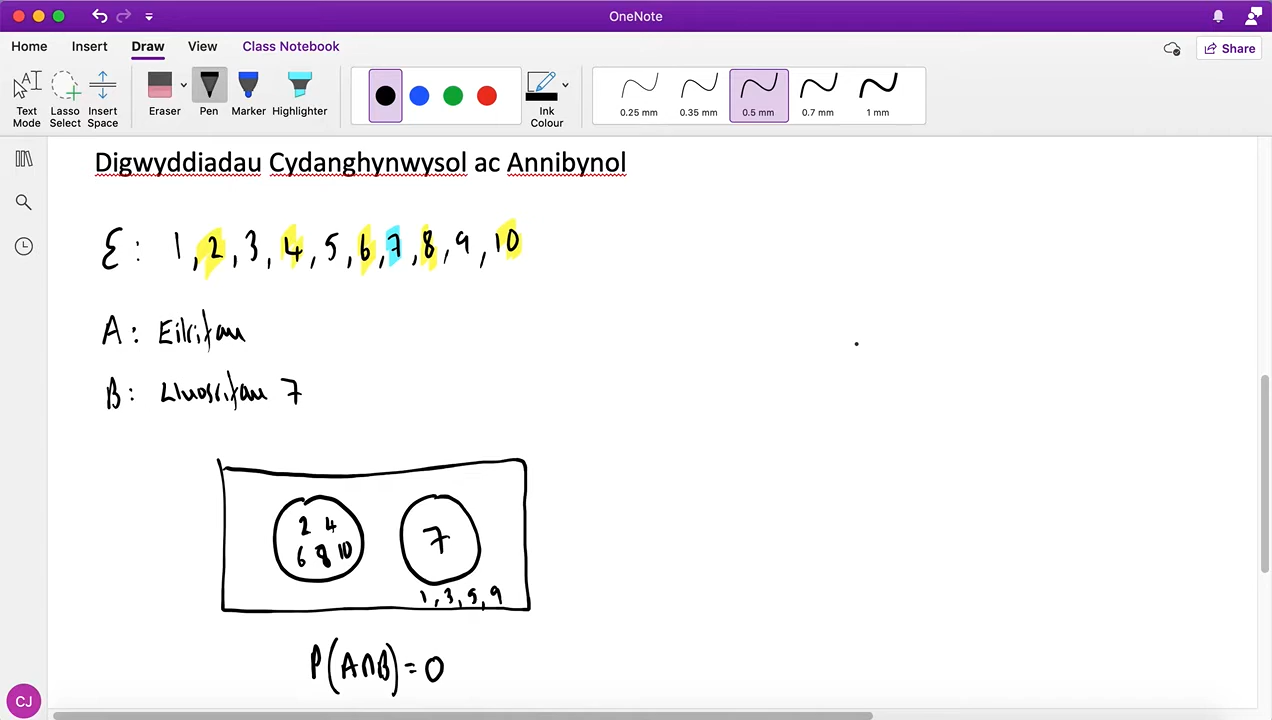 OneNote
Home Insert Draw View Class Notebook
Share
Text Mode
Lasso Select
Insert Space
Eraser
Pen
Marker
Highlighter
Ink Colour
0.25 mm 0.35 mm 0.5 mm 0.7 mm 1 mm
Digwyddiadau Cydanghynwysol ac Annibynol
Ɛ: 1, 2, 3, 4, 5, 6, 7, 8, 9, 10
A: Eilrifau
B: Lluosrifau 7
2 4
6 8 10
7
1, 3, 5, 9
P(A∩B)=0
CJ